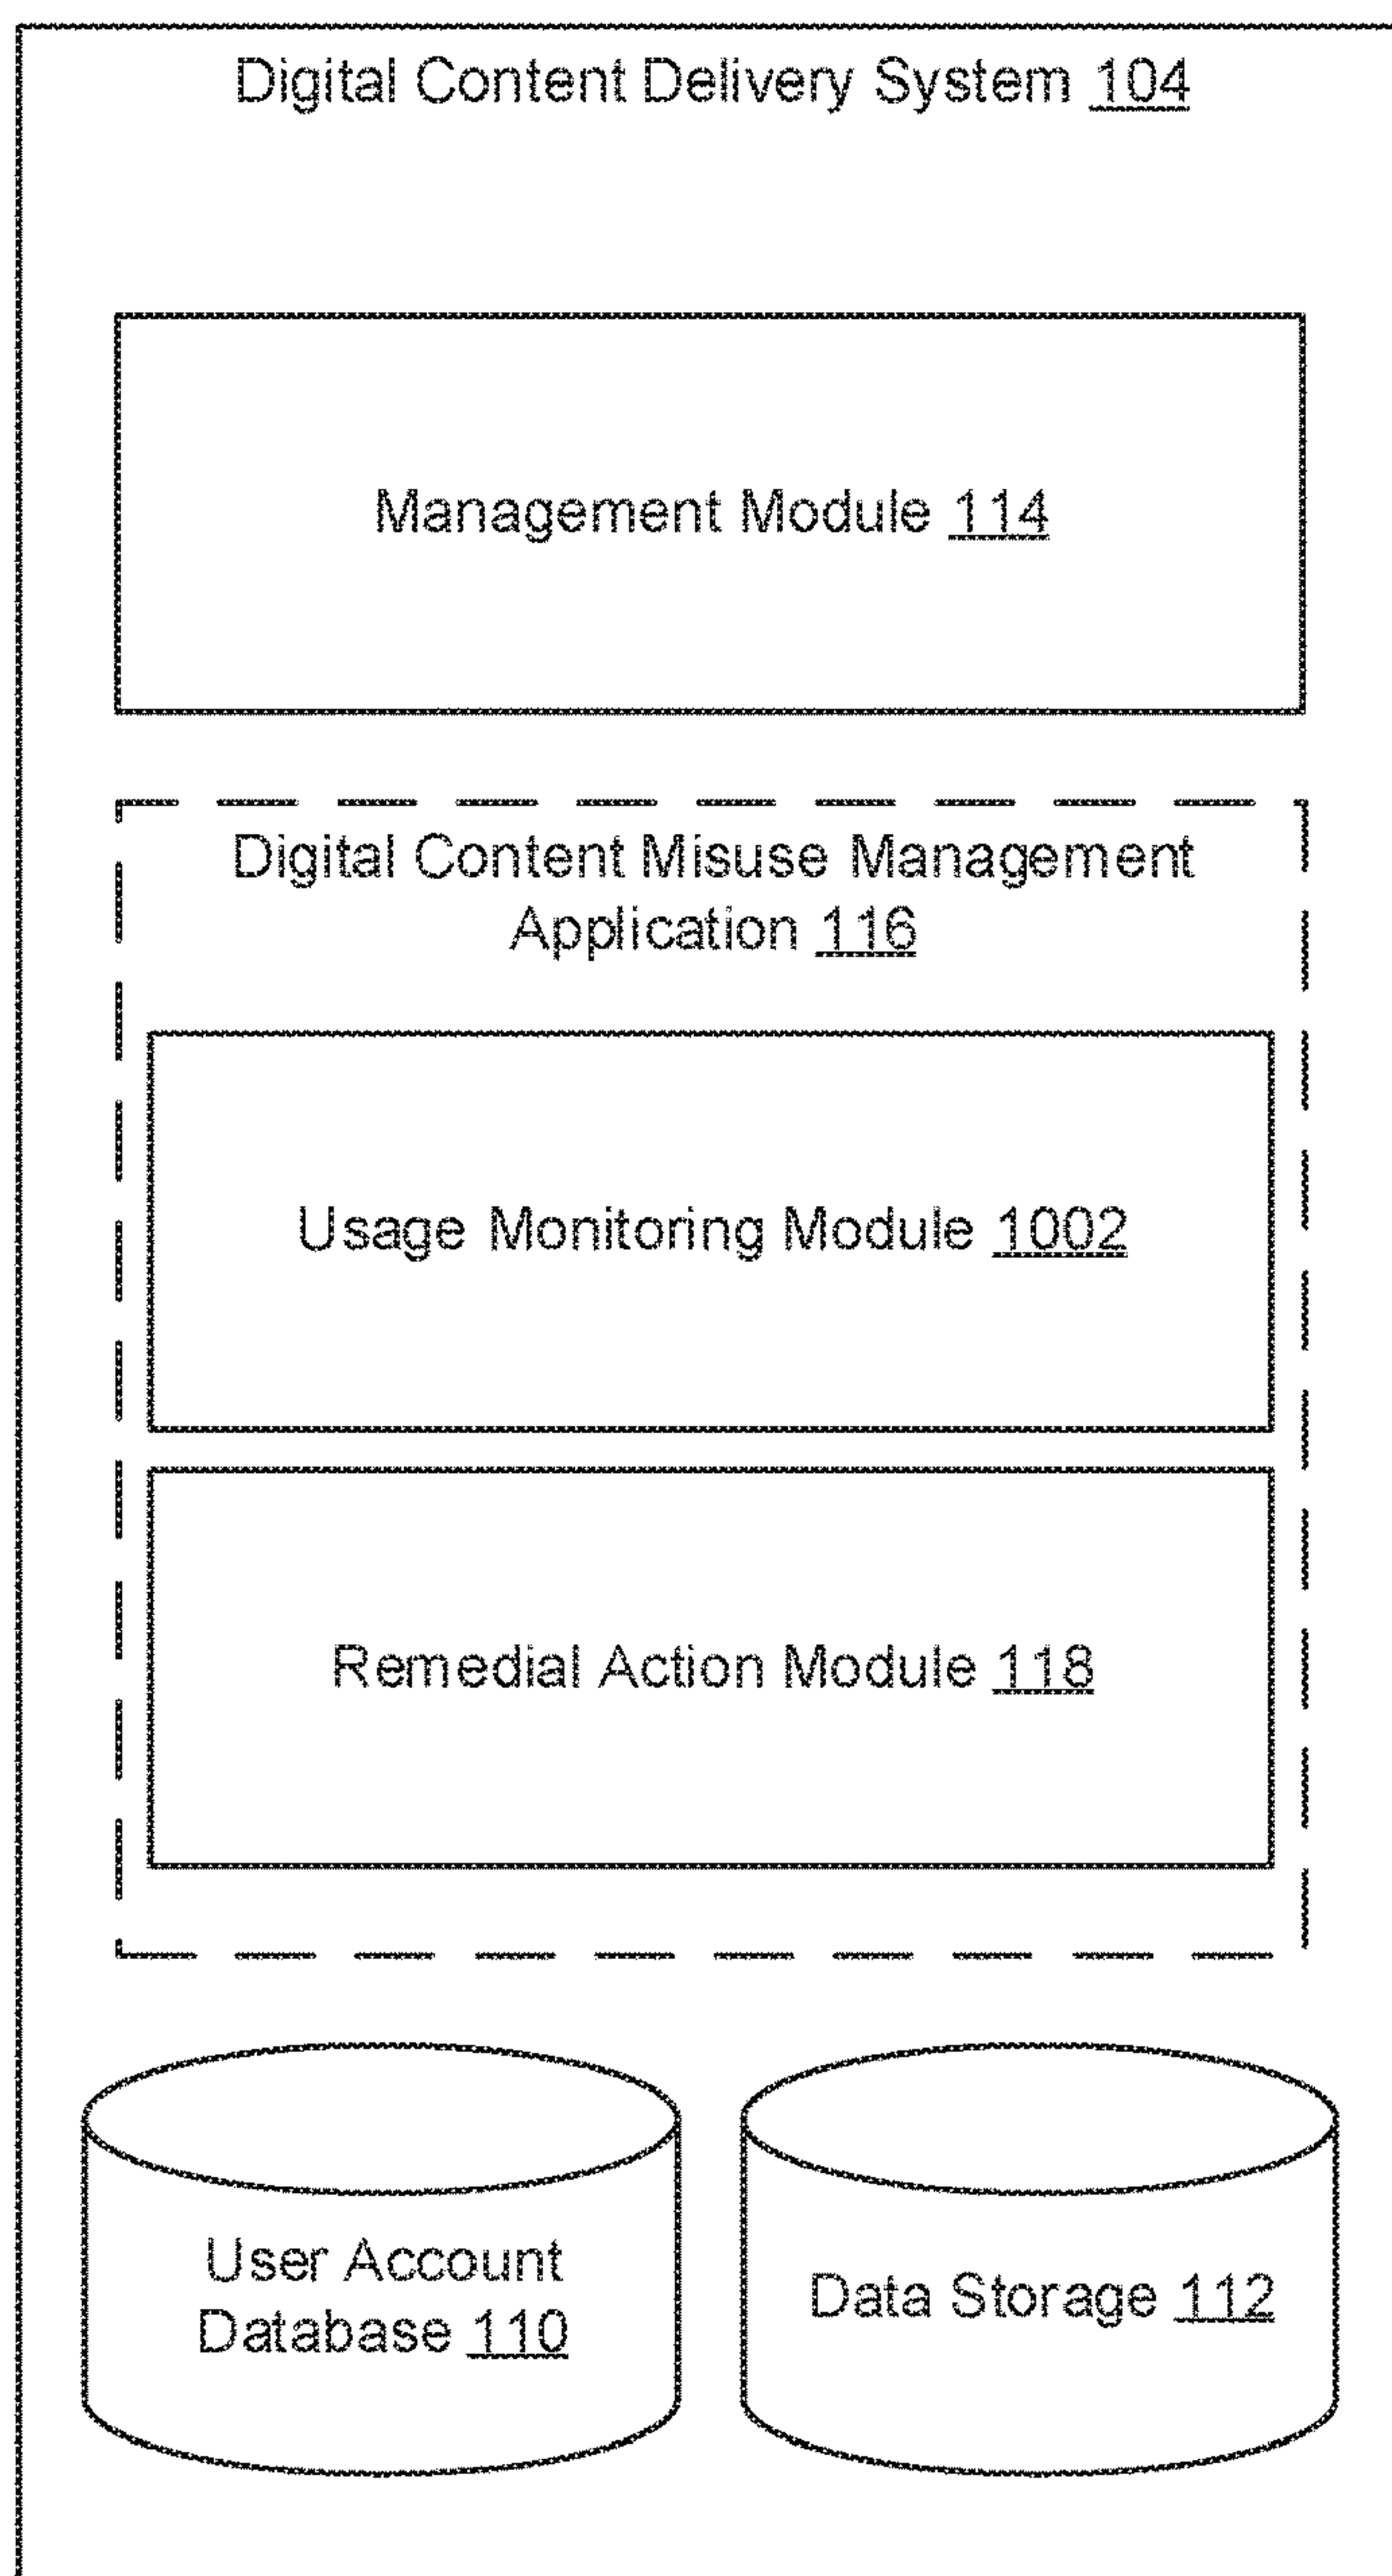 Digital Content Delivery System 104
Management Module 114
Digital Content Misuse Management
Application 116
Usage Monitoring Module 1002
Remedial Action Module 118
User Account
Database 110
Data Storage 112